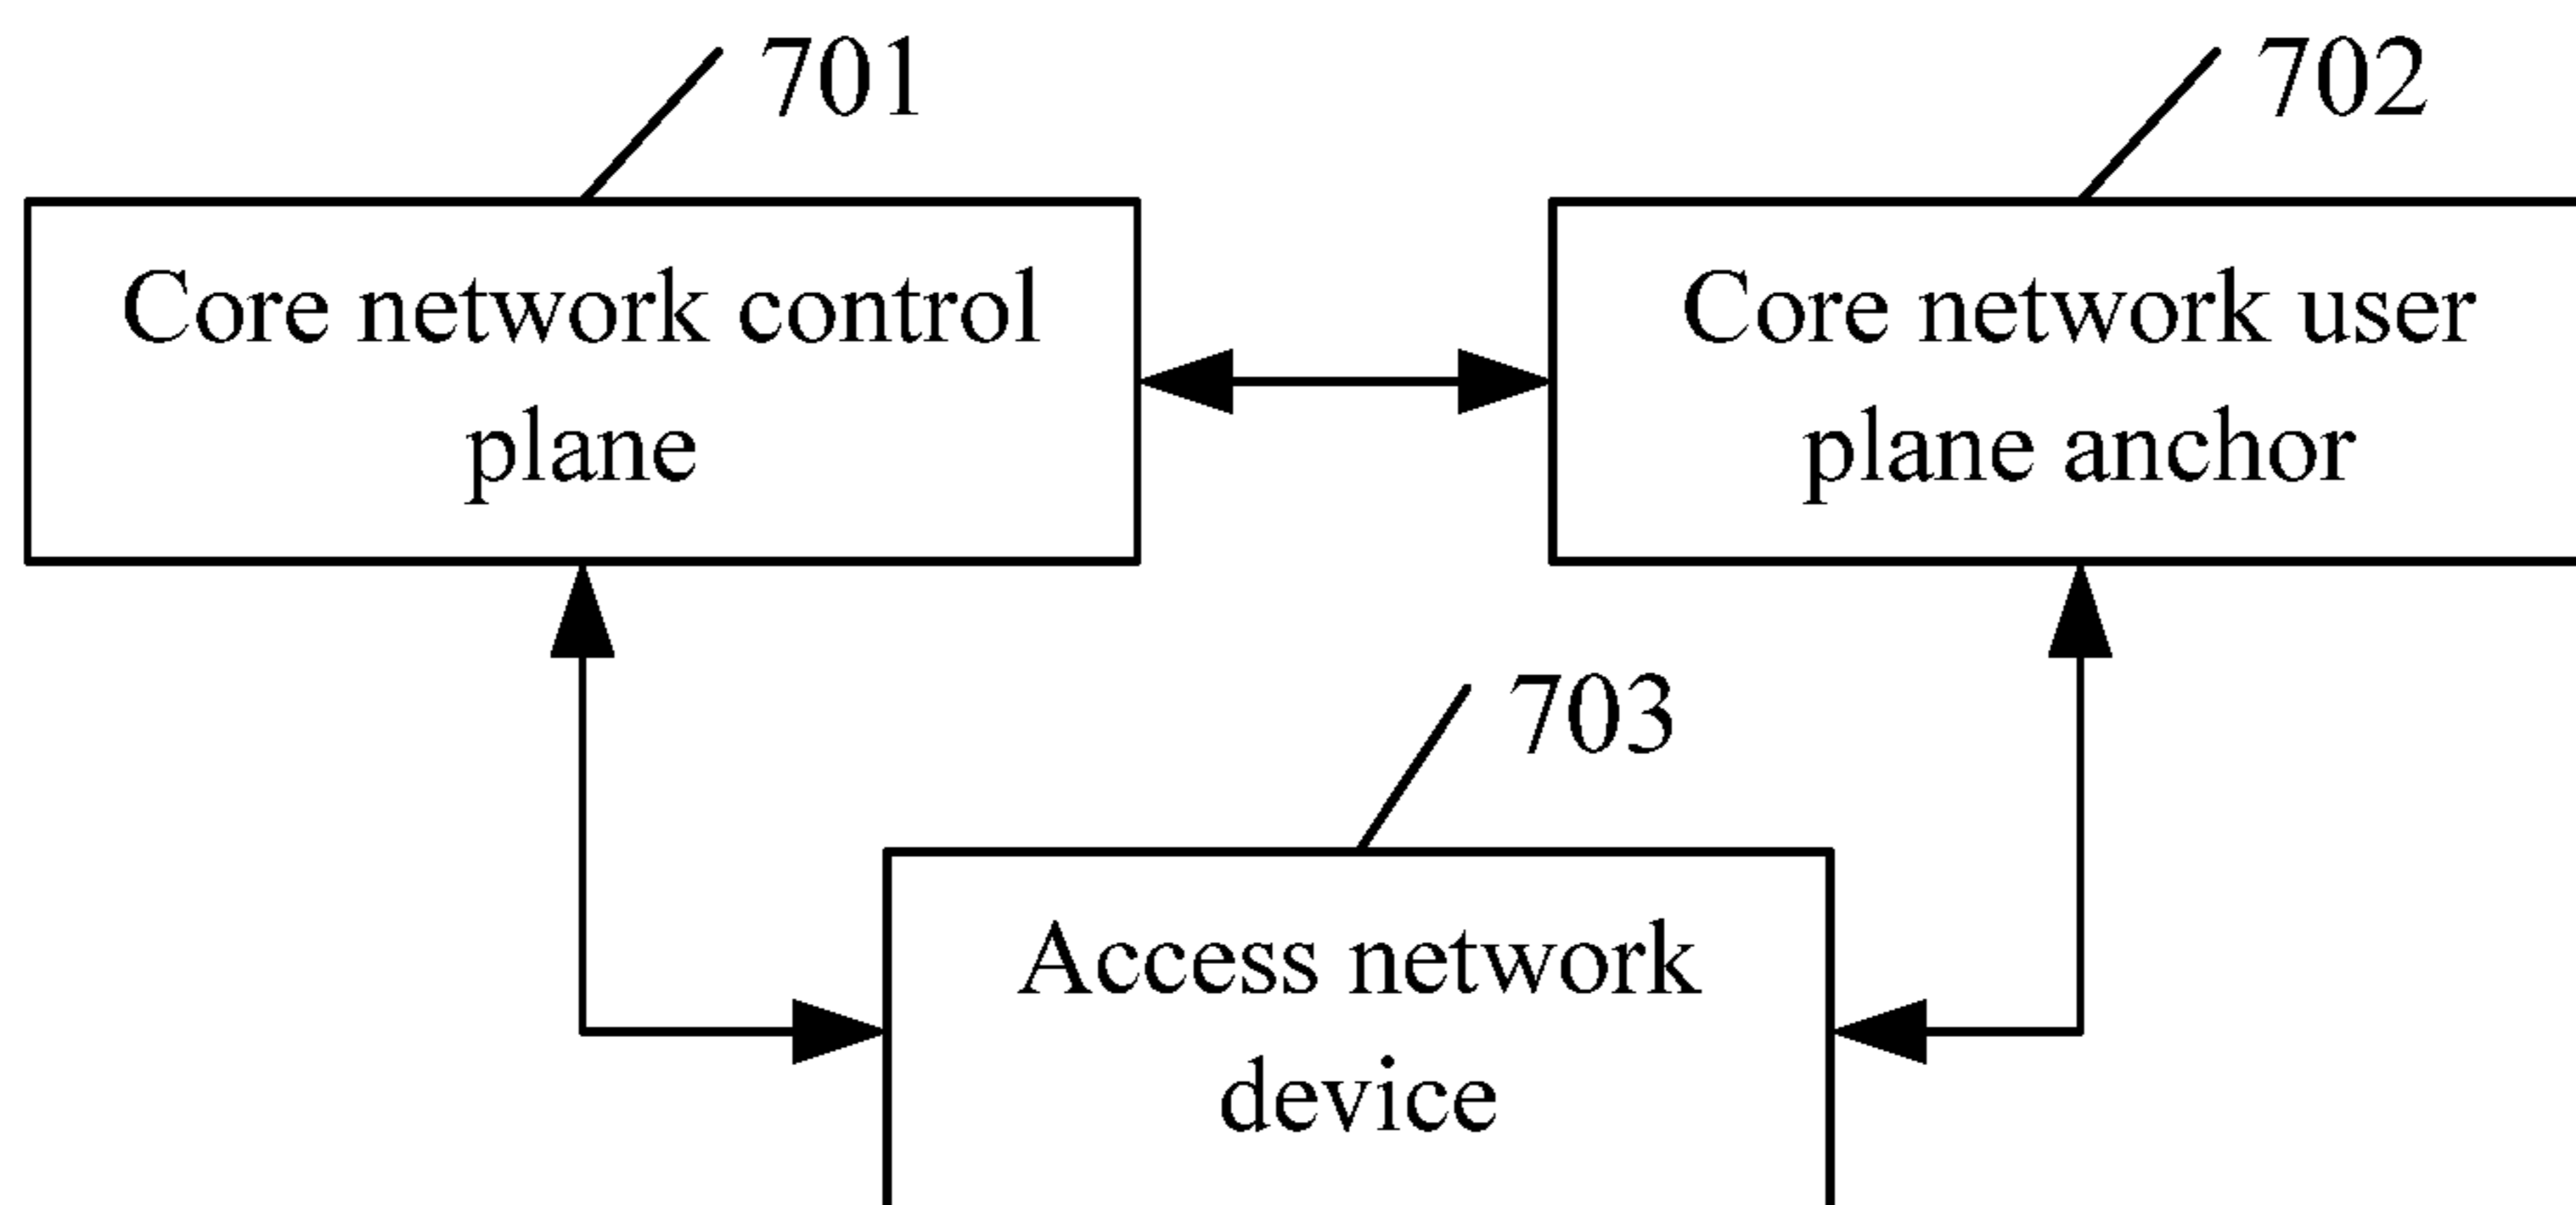 701
702
Core network control
plane
Core network user
plane anchor
703
Access network
device